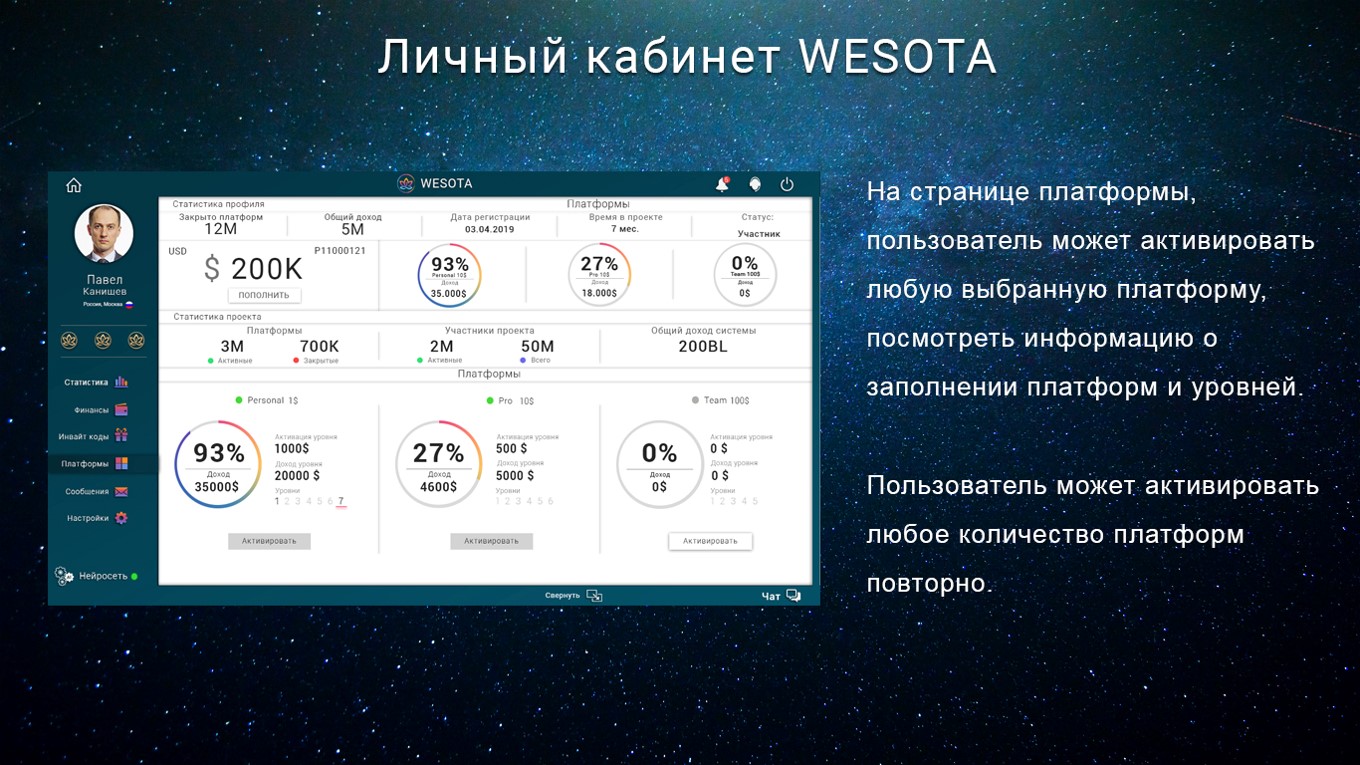 Личный кабинет WESOTA
WESOTA
Павел
Канишев
Россия, Москва
Статистика
Финансы
Инвайт коды
Платформы
Сообщения
Настройки
Нейросеть
Статистика профиля
Платформы
Закрыто платформ
12M
Общий доход
5M
Дата регистрации
03.04.2019
Время в проекте
7 мес.
Статус:
Участник
USD
P11000121
$ 200K
ПОПОЛНИТЬ
93%
Personal 10$
Доход
35.000$
27%
Pro 10$
Доход
18.000$
0%
Team 100$
Доход
0$
Статистика проекта
Платформы
3M
Активные
700K
Закрытые
Участники проекта
2M
Активные
50M
Всего
Общий доход системы
200BL
Платформы
Personal 1$
93%
Доход
35000$
Активация уровня
1000$
Доход уровня
20000 $
Уровни
1 2 3 4 5 6 7
Активировать
Pro 10$
27%
Доход
4600$
Активация уровня
500 $
Доход уровня
5000 $
Уровни
1 2 3 4 5 6
Активировать
Team 100$
0%
Доход
0$
Активация уровня
0 $
Доход уровня
0 $
Уровни
1 2 3 4 5
Активировать
Свернуть
Чат
На странице платформы,
пользователь может активировать
любую выбранную платформу,
посмотреть информацию о
заполнении платформ и уровней.
Пользователь может активировать
любое количество платформ
повторно.